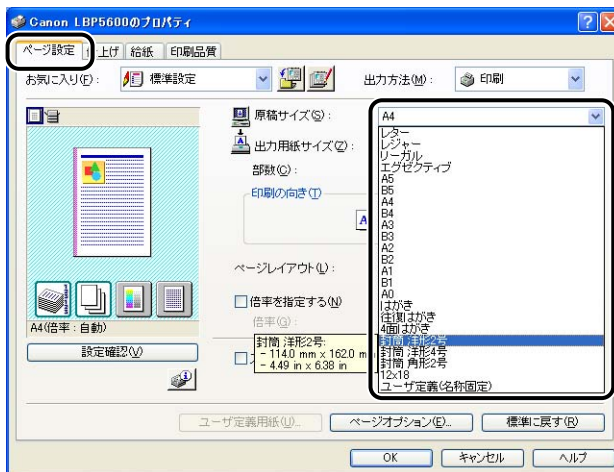 Canon LBP5600のプロパティ
ページ設定 上げ 給紙 印刷品質
お気に入り(F): 標準設定 出力方法(M): 印刷
原稿サイズ(S): A4
出力用紙サイズ(Z):
部数(C):
印刷の向き(T)
A
ページレイアウト(L):
倍率を指定する(N)
倍率(G):
レター
レジャー
リーガル
エグゼクティブ
A5
B5
A4
B4
A3
B3
A2
B2
A1
B1
A0
はがき
往復はがき
4面はがき
封筒 洋形2号
封筒 洋形4号
封筒 角形2号
12x18
ユーザ定義(名称固定)
A4(倍率:自動)
設定確認(V)
封筒 洋形2号:
- 114.0 mm x 162.0 m
- 4.49 in x 6.38 in
ユーザ定義用紙(U)... ページオプション(E)... 標準に戻す(R)
OK キャンセル ヘルプ